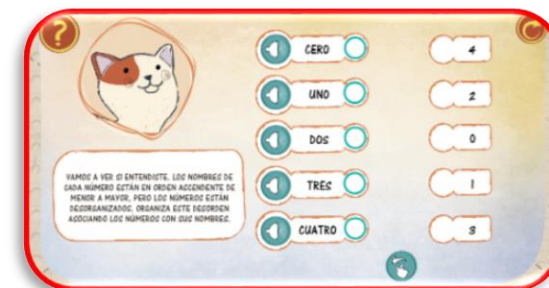 ?
CERO
4
UNO
2
DOS
0
TRES
1
CUATRO
3
VAMOS A VER SI ENTENDISTE. LOS NOMBRES DE
CADA NÚMERO ESTÁN EN ORDEN ASCENDENTE DE
MENOR A MAYOR, PERO LOS NÚMEROS ESTÁN
DESORGANIZADOS. ORGANIZA ESTE DESORDEN
ASOCIANDO LOS NÚMEROS CON SUS NOMBRES.